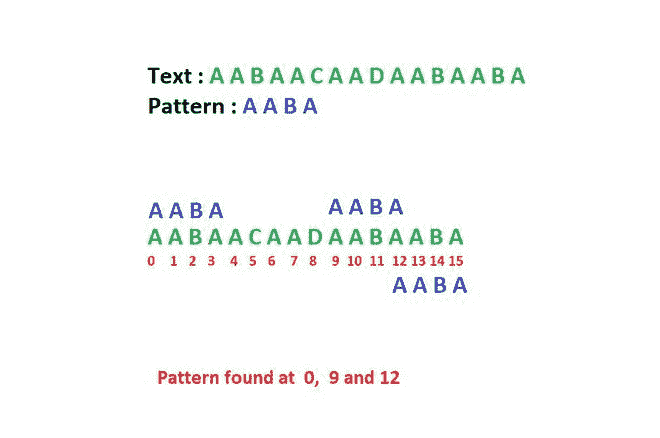 Text : A A B A A C A A D A A B A A B A
Pattern : A A B A
A A B A A A B A
A A B A A C A A D A A B A A B A
0 1 2 3 4 5 6 7 8 9 10 11 12 13 14 15
A A B A
Pattern found at 0, 9 and 12